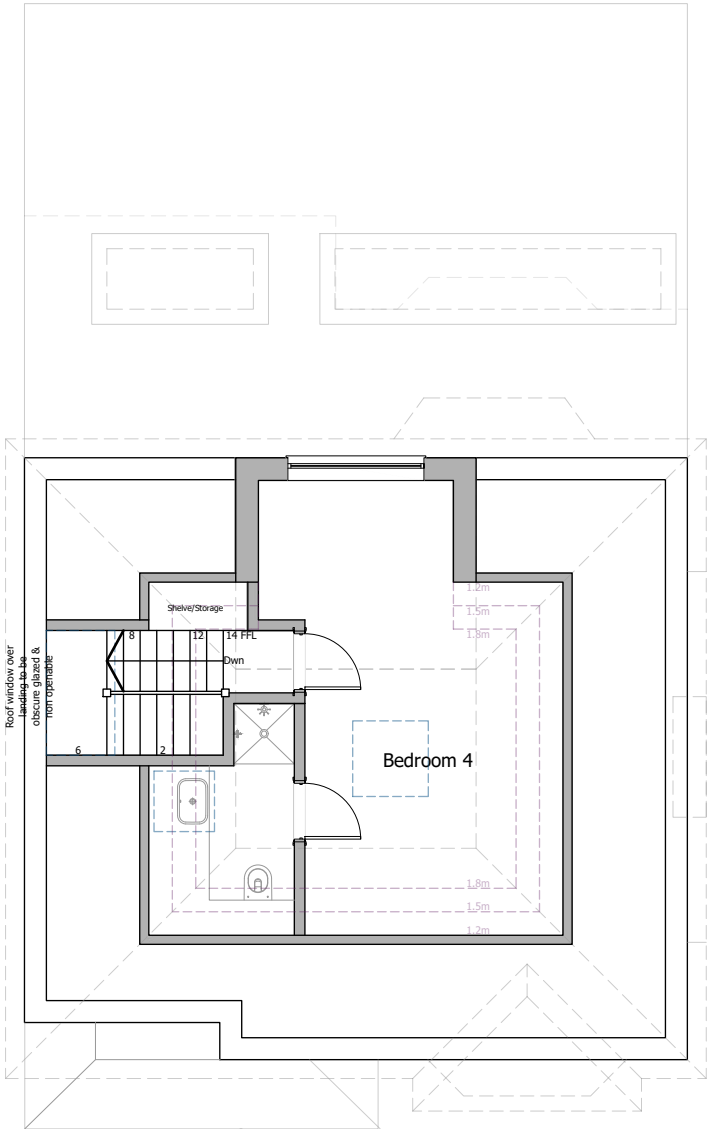 1.2m
1.5m
Shelve/Storage
1.8m
8
12
14 FFL
Dwn
Roof window over
landing to be
obscure glazed &
non openable
6
2
Bedroom 4
1.8m
1.5m
1.2m